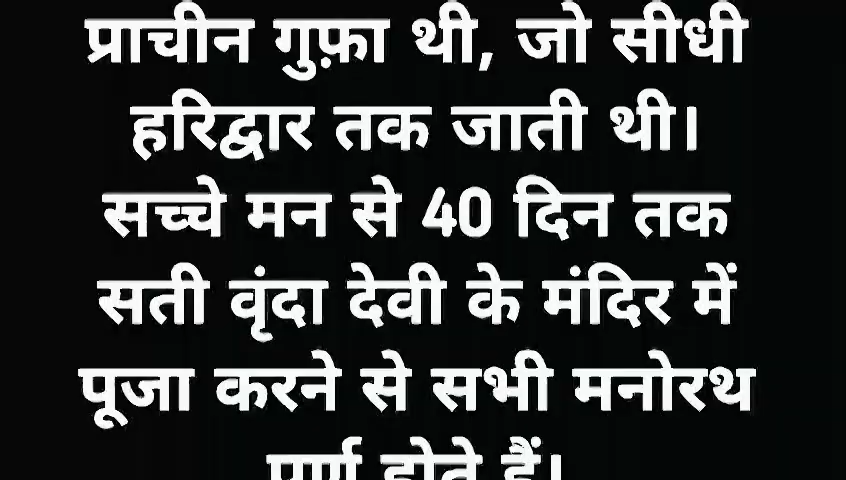 प्राचीन गुफ़ा थी, जो सीधी
हरिद्वार तक जाती थी।
सच्चे मन से 40 दिन तक
सती वृंदा देवी के मंदिर में
पूजा करने से सभी मनोरथ
पूर्ण होते हैं।